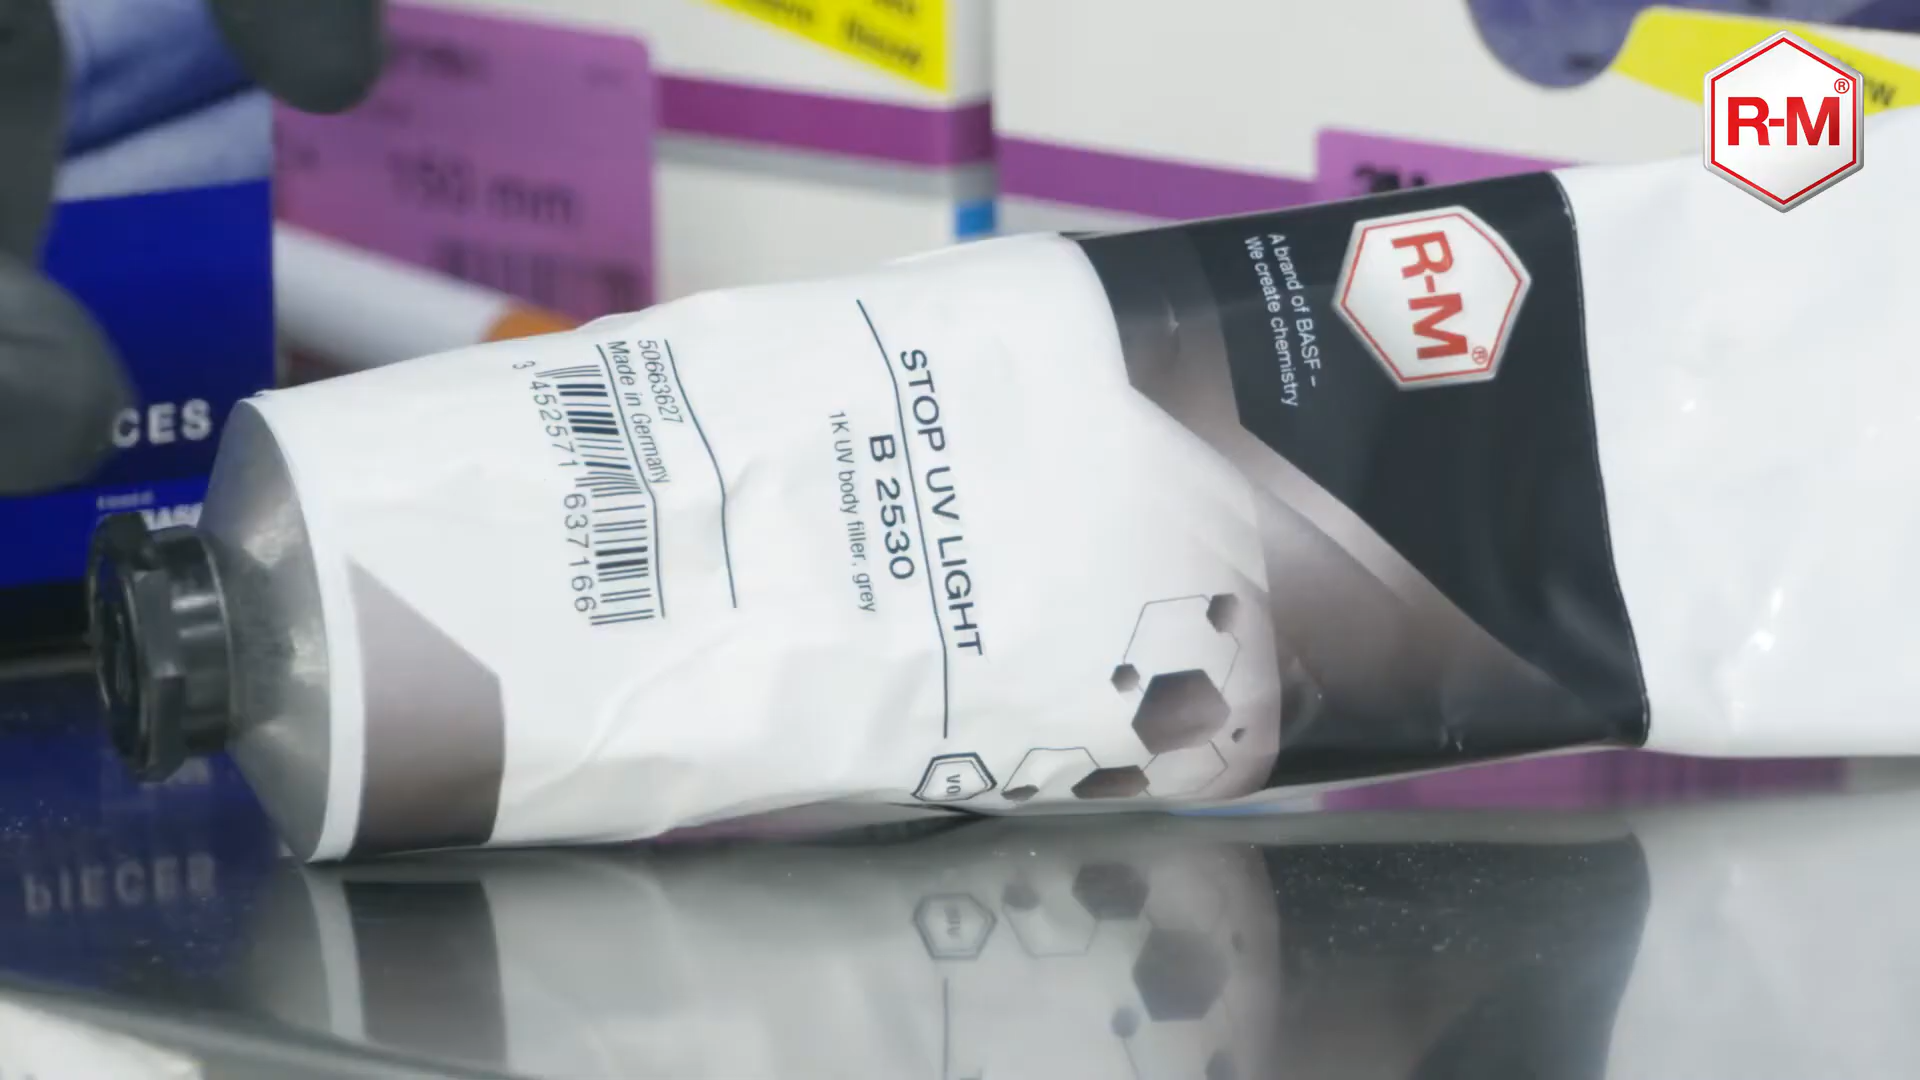 R-M®
R-M®
A brand of BASF –
We create chemistry
STOP UV LIGHT
B 2530
1K UV body filler, grey
50663627
Made in Germany
3 452571 637166
150 mm
CES